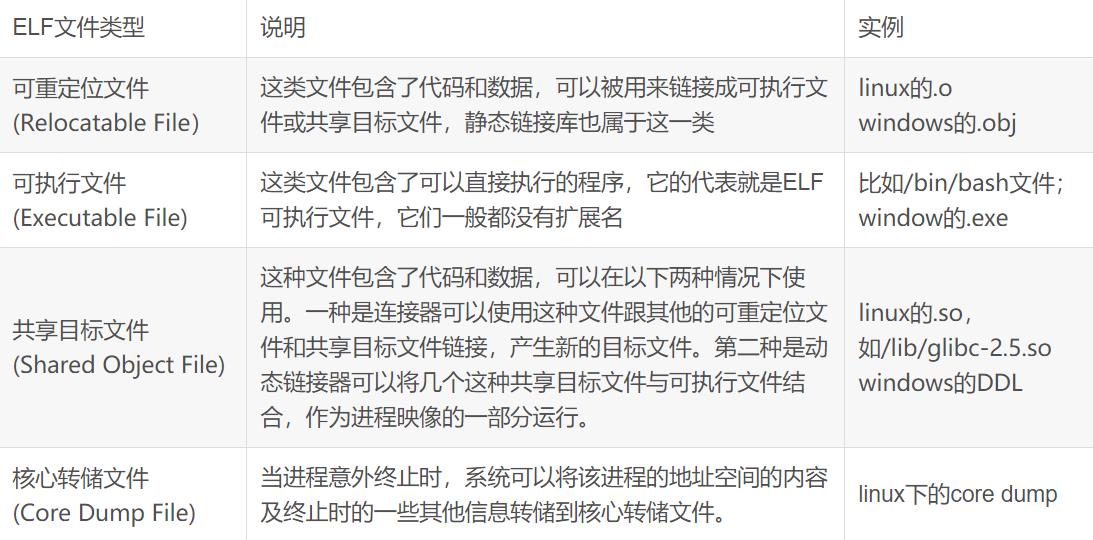 ELF文件类型
说明
实例
可重定位文件
(Relocatable File)
这类文件包含了代码和数据，可以被用来链接成可执行文
件或共享目标文件，静态链接库也属于这一类
linux的.o
windows的.obj
可执行文件
(Executable File)
这类文件包含了可以直接执行的程序，它的代表就是ELF
可执行文件，它们一般都没有扩展名
比如/bin/bash文件；
window的.exe
共享目标文件
(Shared Object File)
这种文件包含了代码和数据，可以在以下两种情况下使
用。一种是连接器可以使用这种文件跟其他的可重定位文
件和共享目标文件链接，产生新的目标文件。第二种是动
态链接器可以将几个这种共享目标文件与可执行文件结
合，作为进程映像的一部分运行。
linux的.so，
如/lib/glibc-2.5.so
windows的DDL
核心转储文件
(Core Dump File)
当进程意外终止时，系统可以将该进程的地址空间的内容
及终止时的一些其他信息转储到核心转储文件。
linux下的core dump